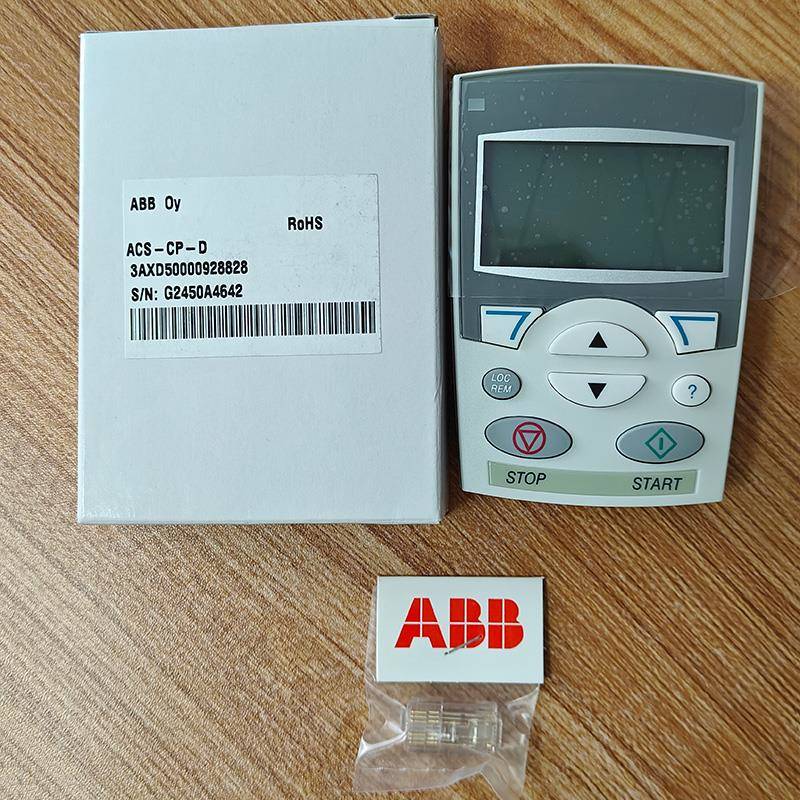 ABB Oy
RoHS
ACS-CP-D
3AXD50000928828
S/N: G2450A4642
LOC
REM
?
STOP
START
ABB